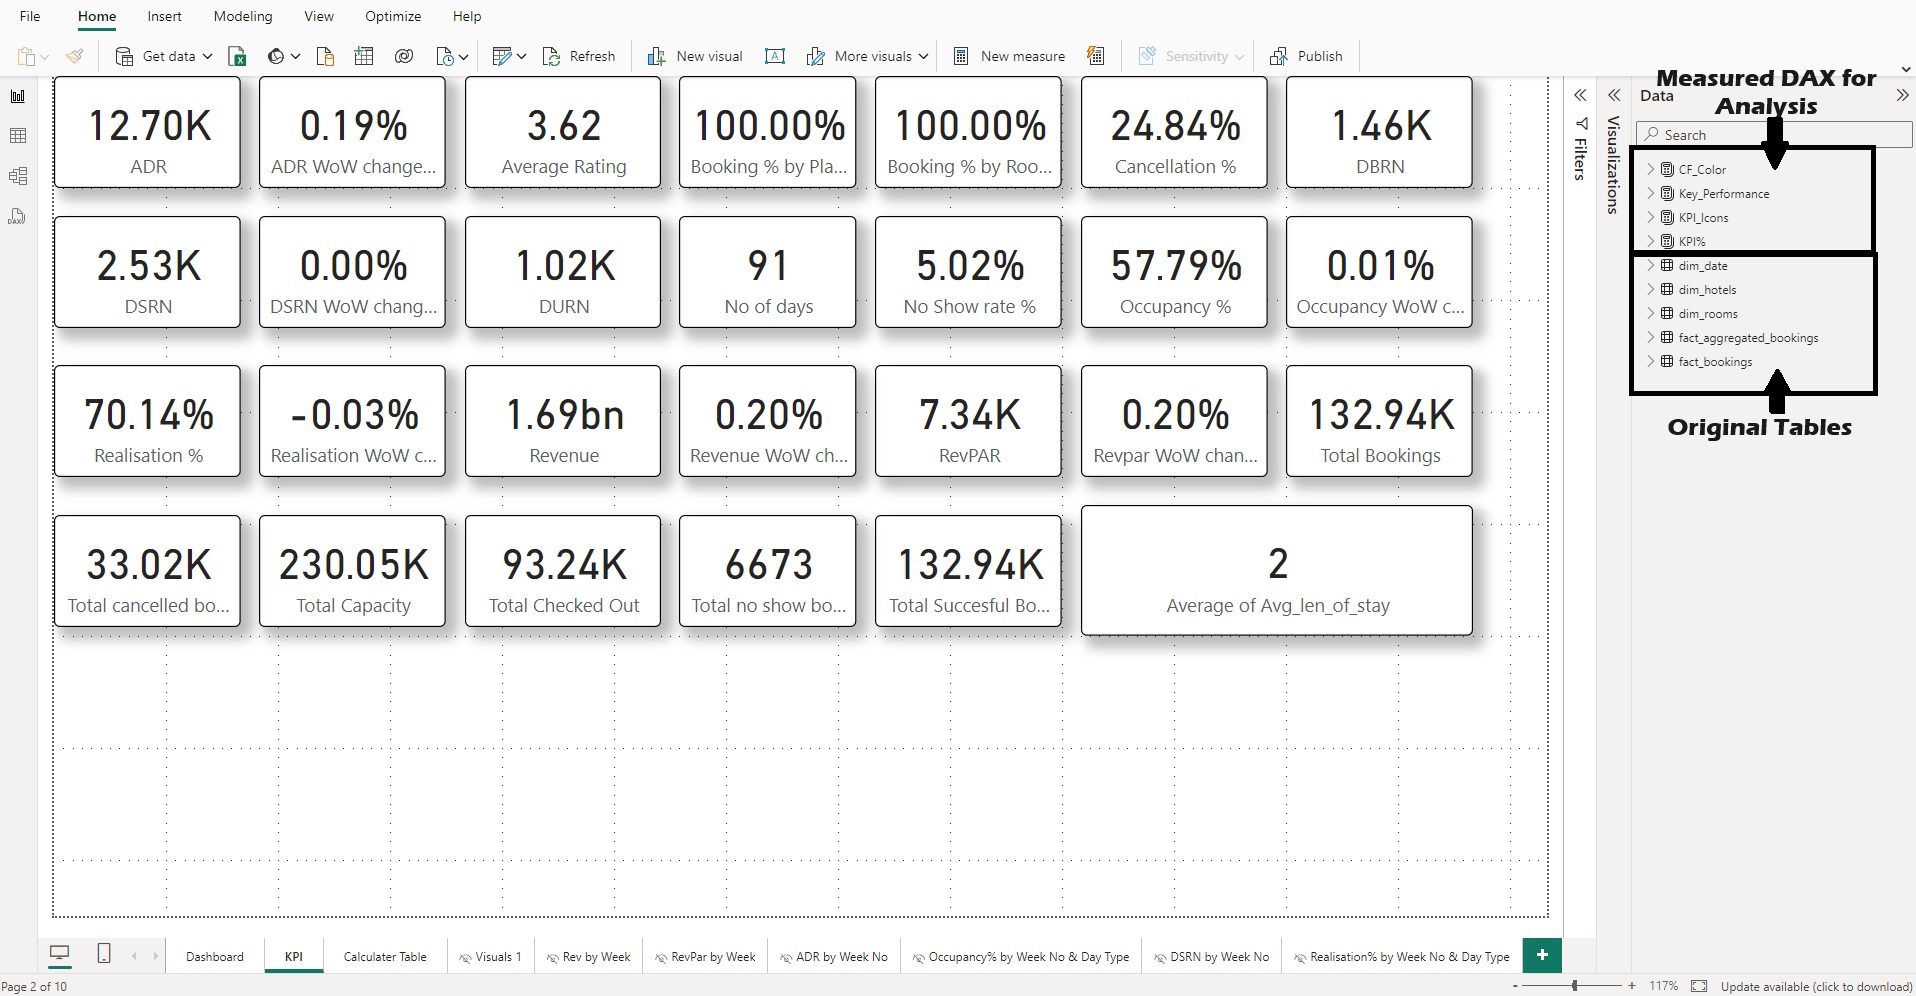 File Home Insert Modeling View Optimize Help
Get data Refresh New visual More visuals New measure Sensitivity Publish
12.70K
ADR
0.19%
ADR WoW change...
3.62
Average Rating
100.00%
Booking % by Pla...
100.00%
Booking % by Roo...
24.84%
Cancellation %
1.46K
DBRN
2.53K
DSRN
0.00%
DSRN WoW chang...
1.02K
DURN
91
No of days
5.02%
No Show rate %
57.79%
Occupancy %
0.01%
Occupancy WoW c...
70.14%
Realisation %
-0.03%
Realisation WoW c...
1.69bn
Revenue
0.20%
Revenue WoW ch...
7.34K
RevPAR
0.20%
Revpar WoW chan...
132.94K
Total Bookings
33.02K
Total cancelled bo...
230.05K
Total Capacity
93.24K
Total Checked Out
6673
Total no show bo...
132.94K
Total Succesful Bo...
2
Average of Avg_len_of_stay
Filters
Visualizations
Measured DAX for
Analysis
Data
Search
CF_Color
Key_Performance
KPI_Icons
KPI%
dim_date
dim_hotels
dim_rooms
fact_aggregated_bookings
fact_bookings
Original Tables
Dashboard KPI Calculater Table Visuals 1 Rev by Week RevPar by Week ADR by Week No Occupancy% by Week No & Day Type DSRN by Week No Realisation% by Week No & Day Type +
Page 2 of 10
- + 117% Update available (click to download)